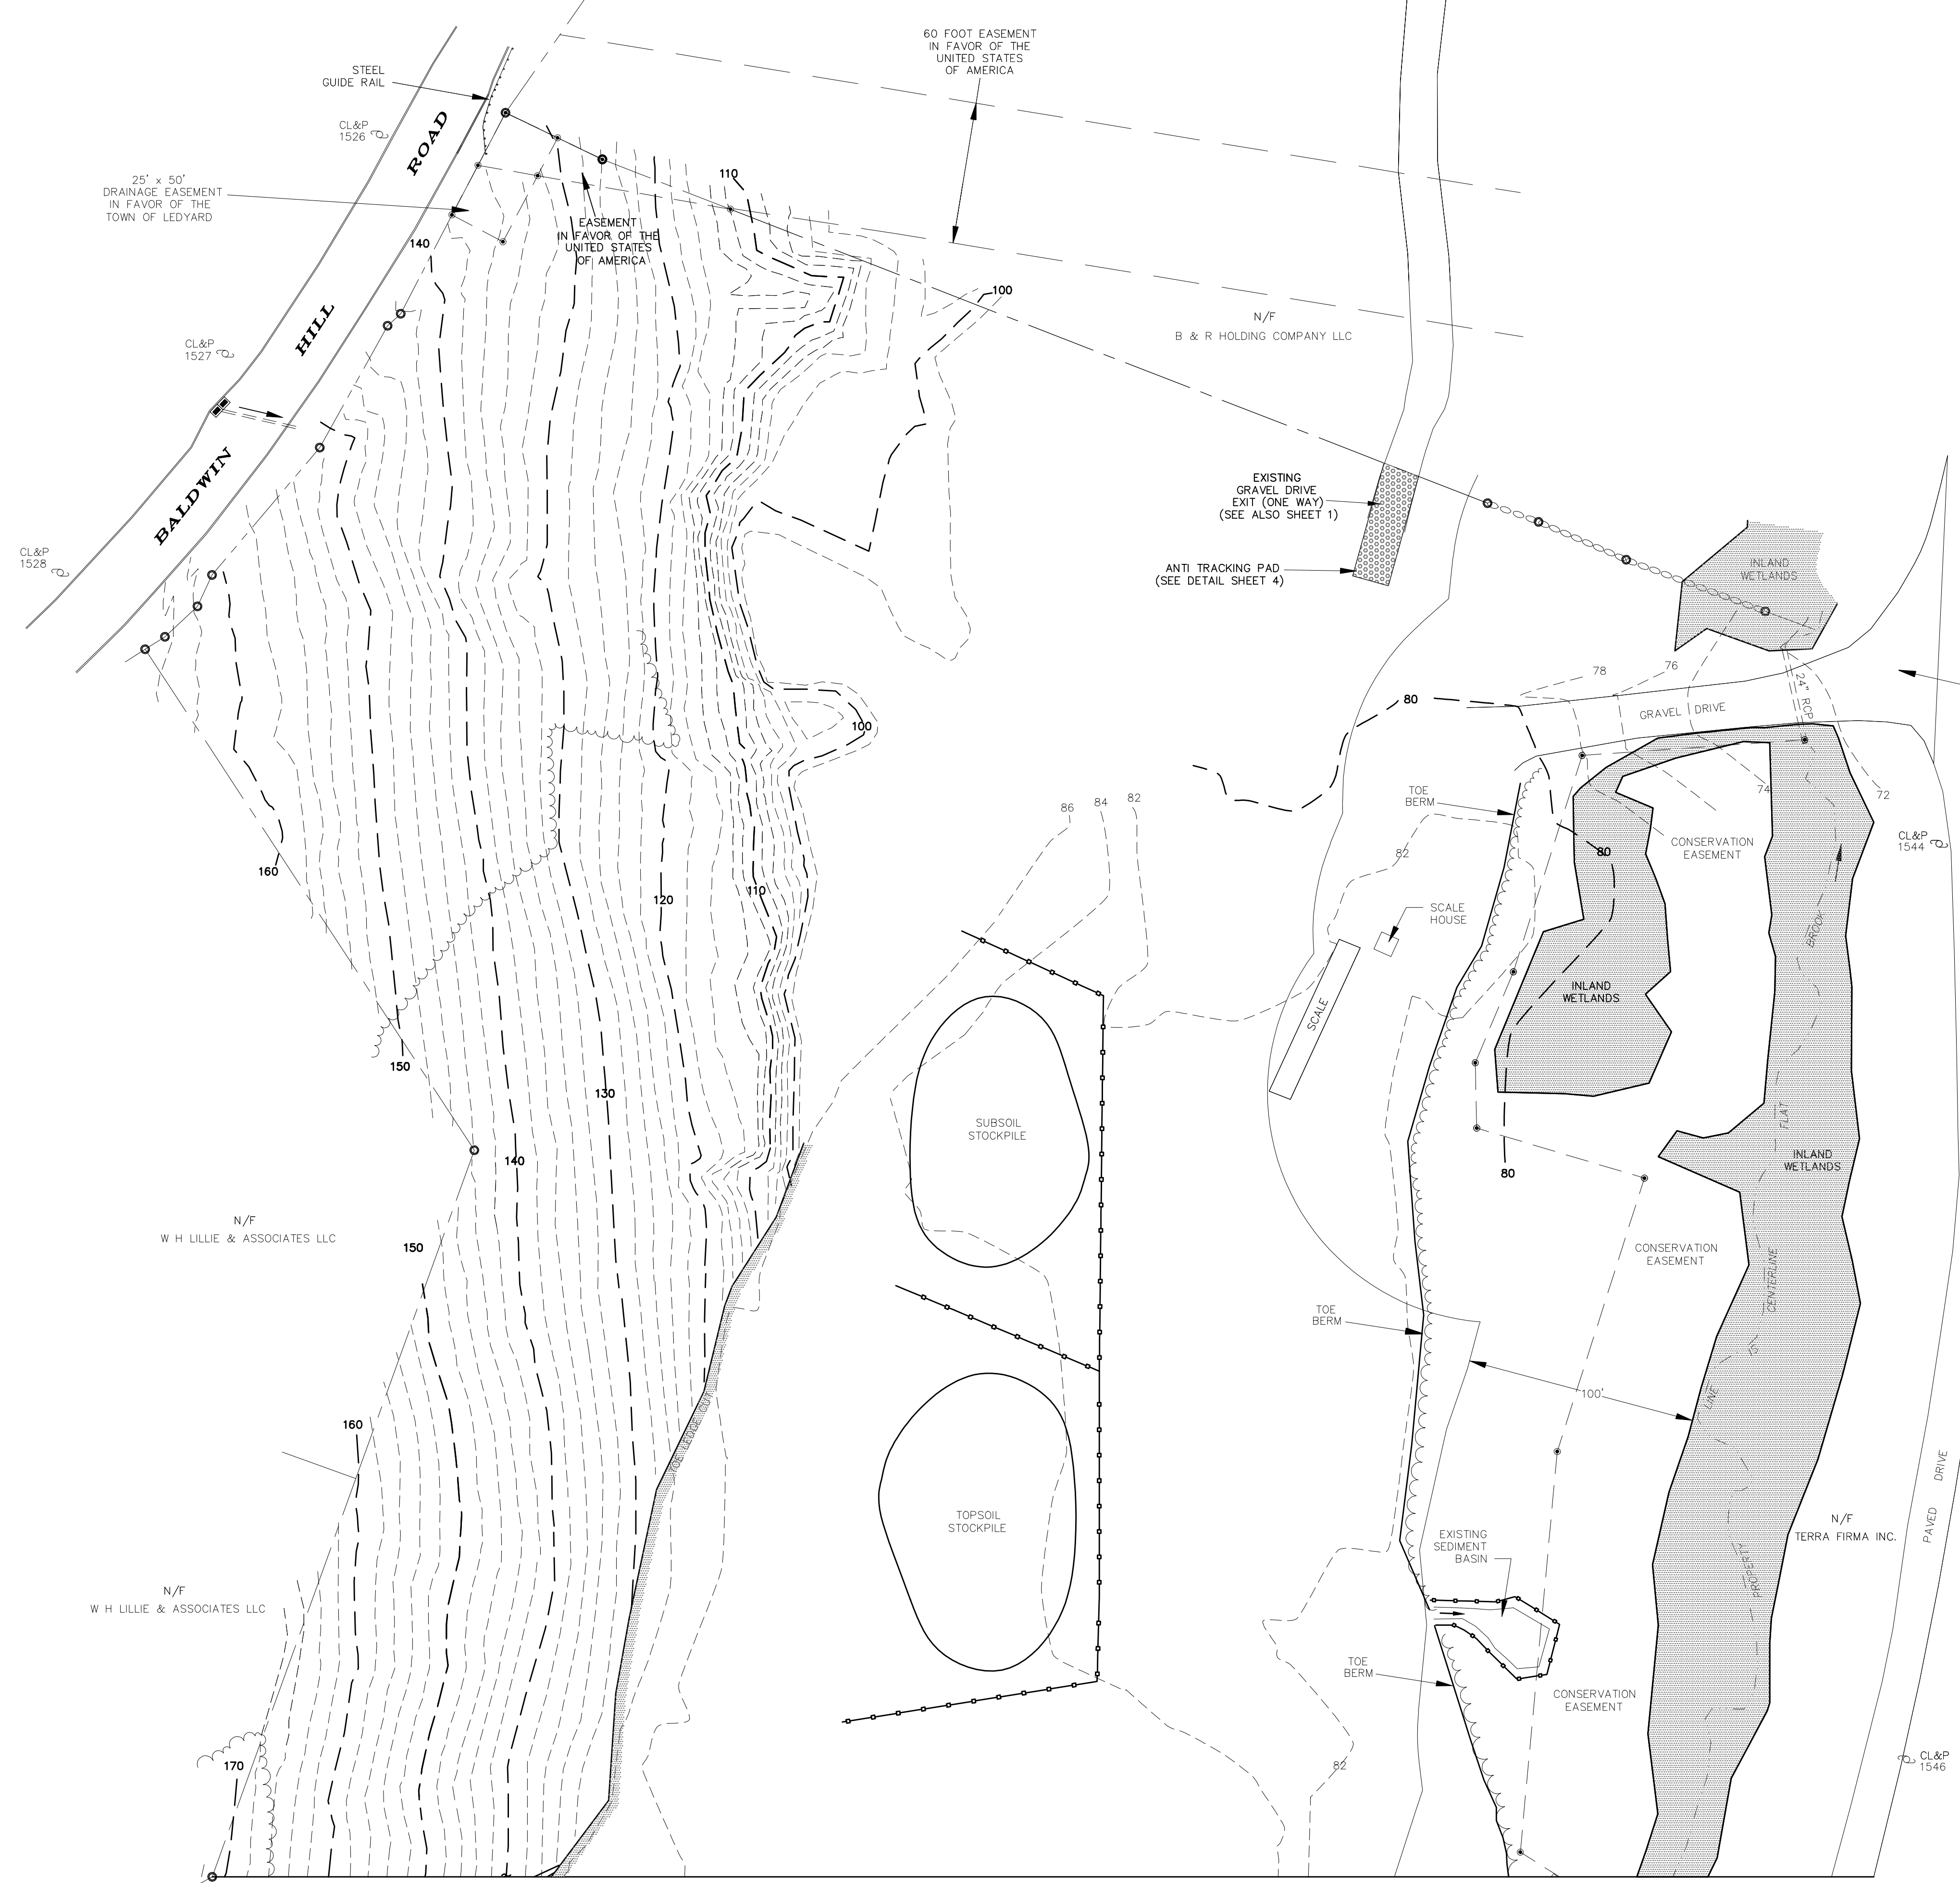 60 FOOT EASEMENT
IN FAVOR OF THE
UNITED STATES
OF AMERICA
STEEL
GUIDE RAIL
CL&P
1526
ROAD
25' x 50'
DRAINAGE EASEMENT
IN FAVOR OF THE
TOWN OF LEDYARD
110
EASEMENT
IN FAVOR OF THE
UNITED STATES
OF AMERICA
140
100
N/F
B & R HOLDING COMPANY LLC
HILL
CL&P
1527
BALDWIN
EXISTING
GRAVEL DRIVE
EXIT (ONE WAY)
(SEE ALSO SHEET 1)
CL&P
1528
ANTI TRACKING PAD
(SEE DETAIL SHEET 4)
INLAND
WETLANDS
78
76
24" RCP
80
GRAVEL DRIVE
100
86
84
82
TOE
BERM
74
72
82
80
CONSERVATION
EASEMENT
CL&P
1544
160
110
120
SCALE
HOUSE
BROOK
INLAND
WETLANDS
SCALE
150
130
SUBSOIL
STOCKPILE
FLAT
140
INLAND
WETLANDS
80
N/F
W H LILLIE & ASSOCIATES LLC
150
CONSERVATION
EASEMENT
CENTERLINE
TOE
BERM
IS
100'
LINE
160
TOE LEDGE CUT
TOPSOIL
STOCKPILE
N/F
TERRA FIRMA INC.
PAVED DRIVE
EXISTING
SEDIMENT
BASIN
PROPERTY
N/F
W H LILLIE & ASSOCIATES LLC
TOE
BERM
CONSERVATION
EASEMENT
170
82
CL&P
1546